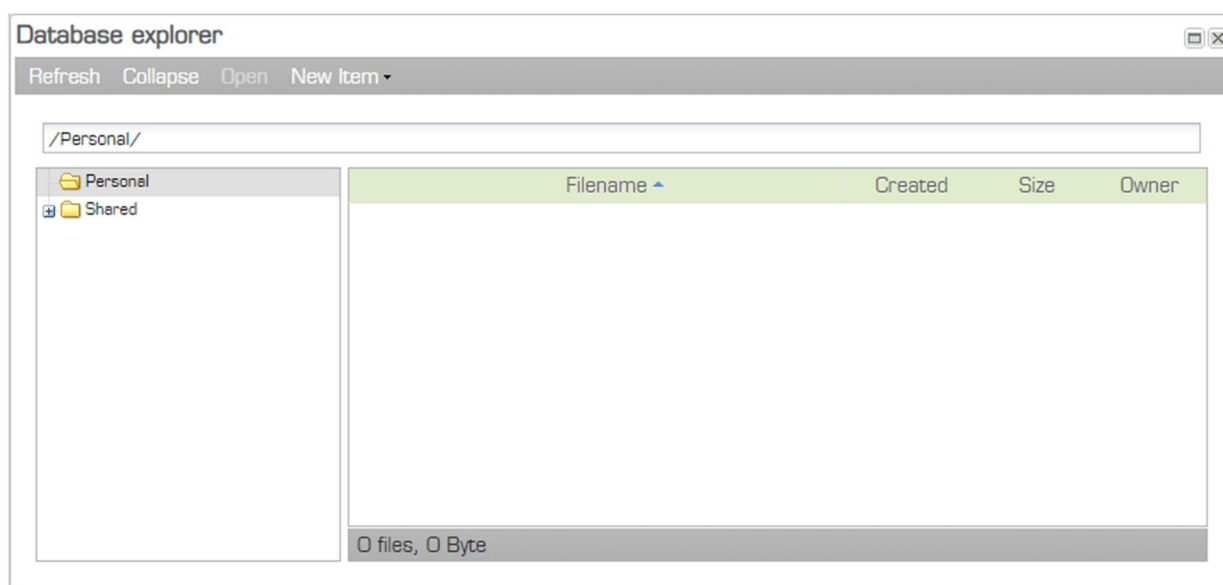 Database explorer
Refresh Collapse Open New Item
/Personal/
Personal
Shared
Filename Created Size Owner
0 files, 0 Byte